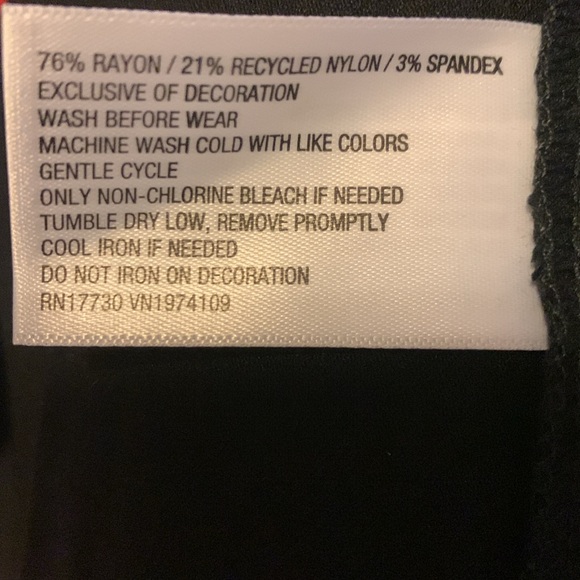 76% RAYON / 21% RECYCLED NYLON / 3% SPANDEX
EXCLUSIVE OF DECORATION
WASH BEFORE WEAR
MACHINE WASH COLD WITH LIKE COLORS
GENTLE CYCLE
ONLY NON-CHLORINE BLEACH IF NEEDED
TUMBLE DRY LOW, REMOVE PROMPTLY
COOL IRON IF NEEDED
DO NOT IRON ON DECORATION
RN17730 VN1974109